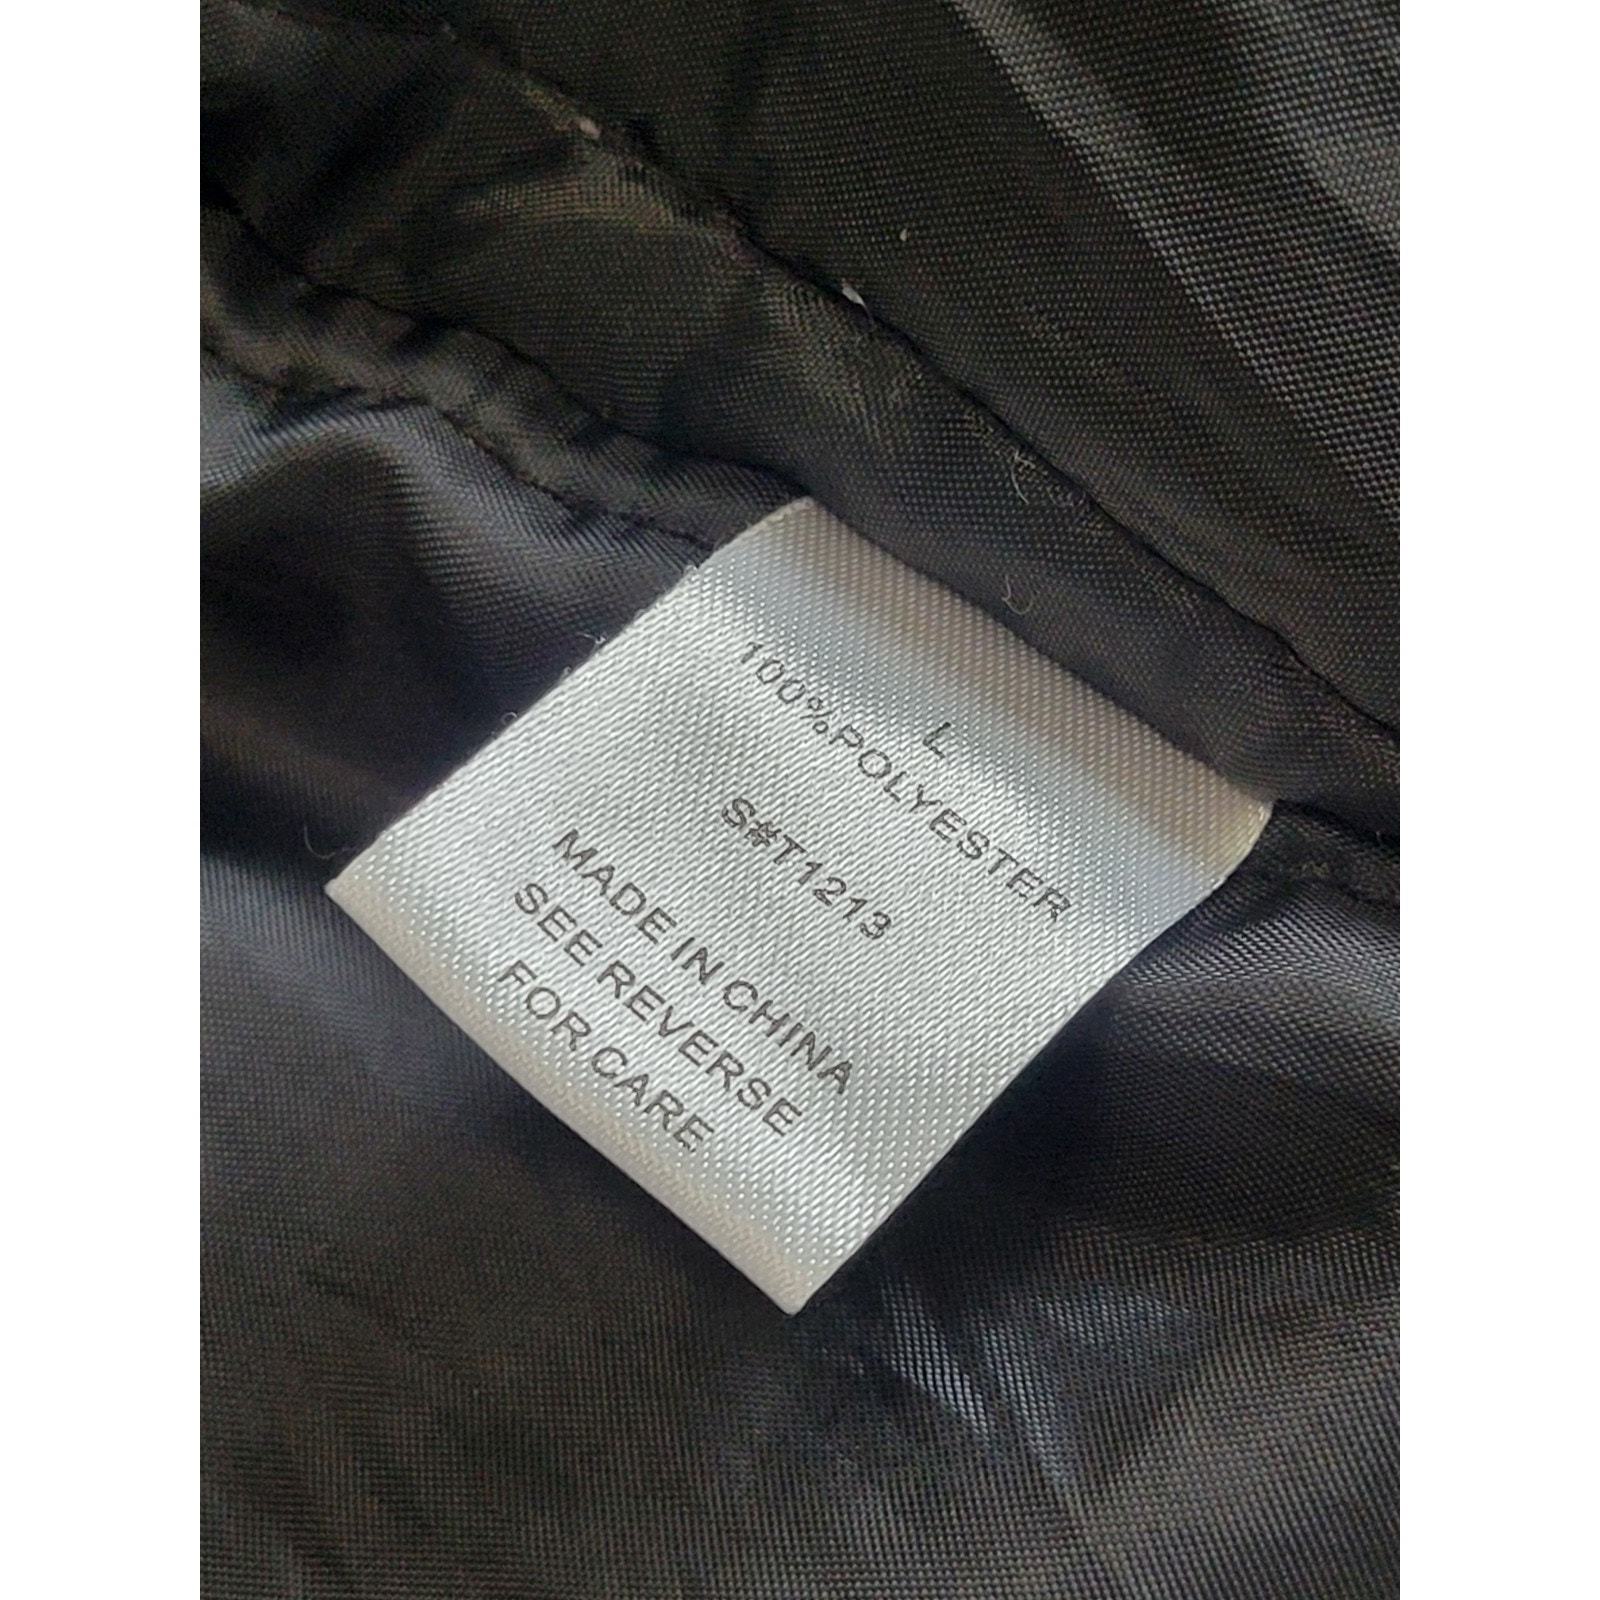 L
100%POLYESTER
S#T1213
MADE IN CHINA
SEE REVERSE
FOR CARE